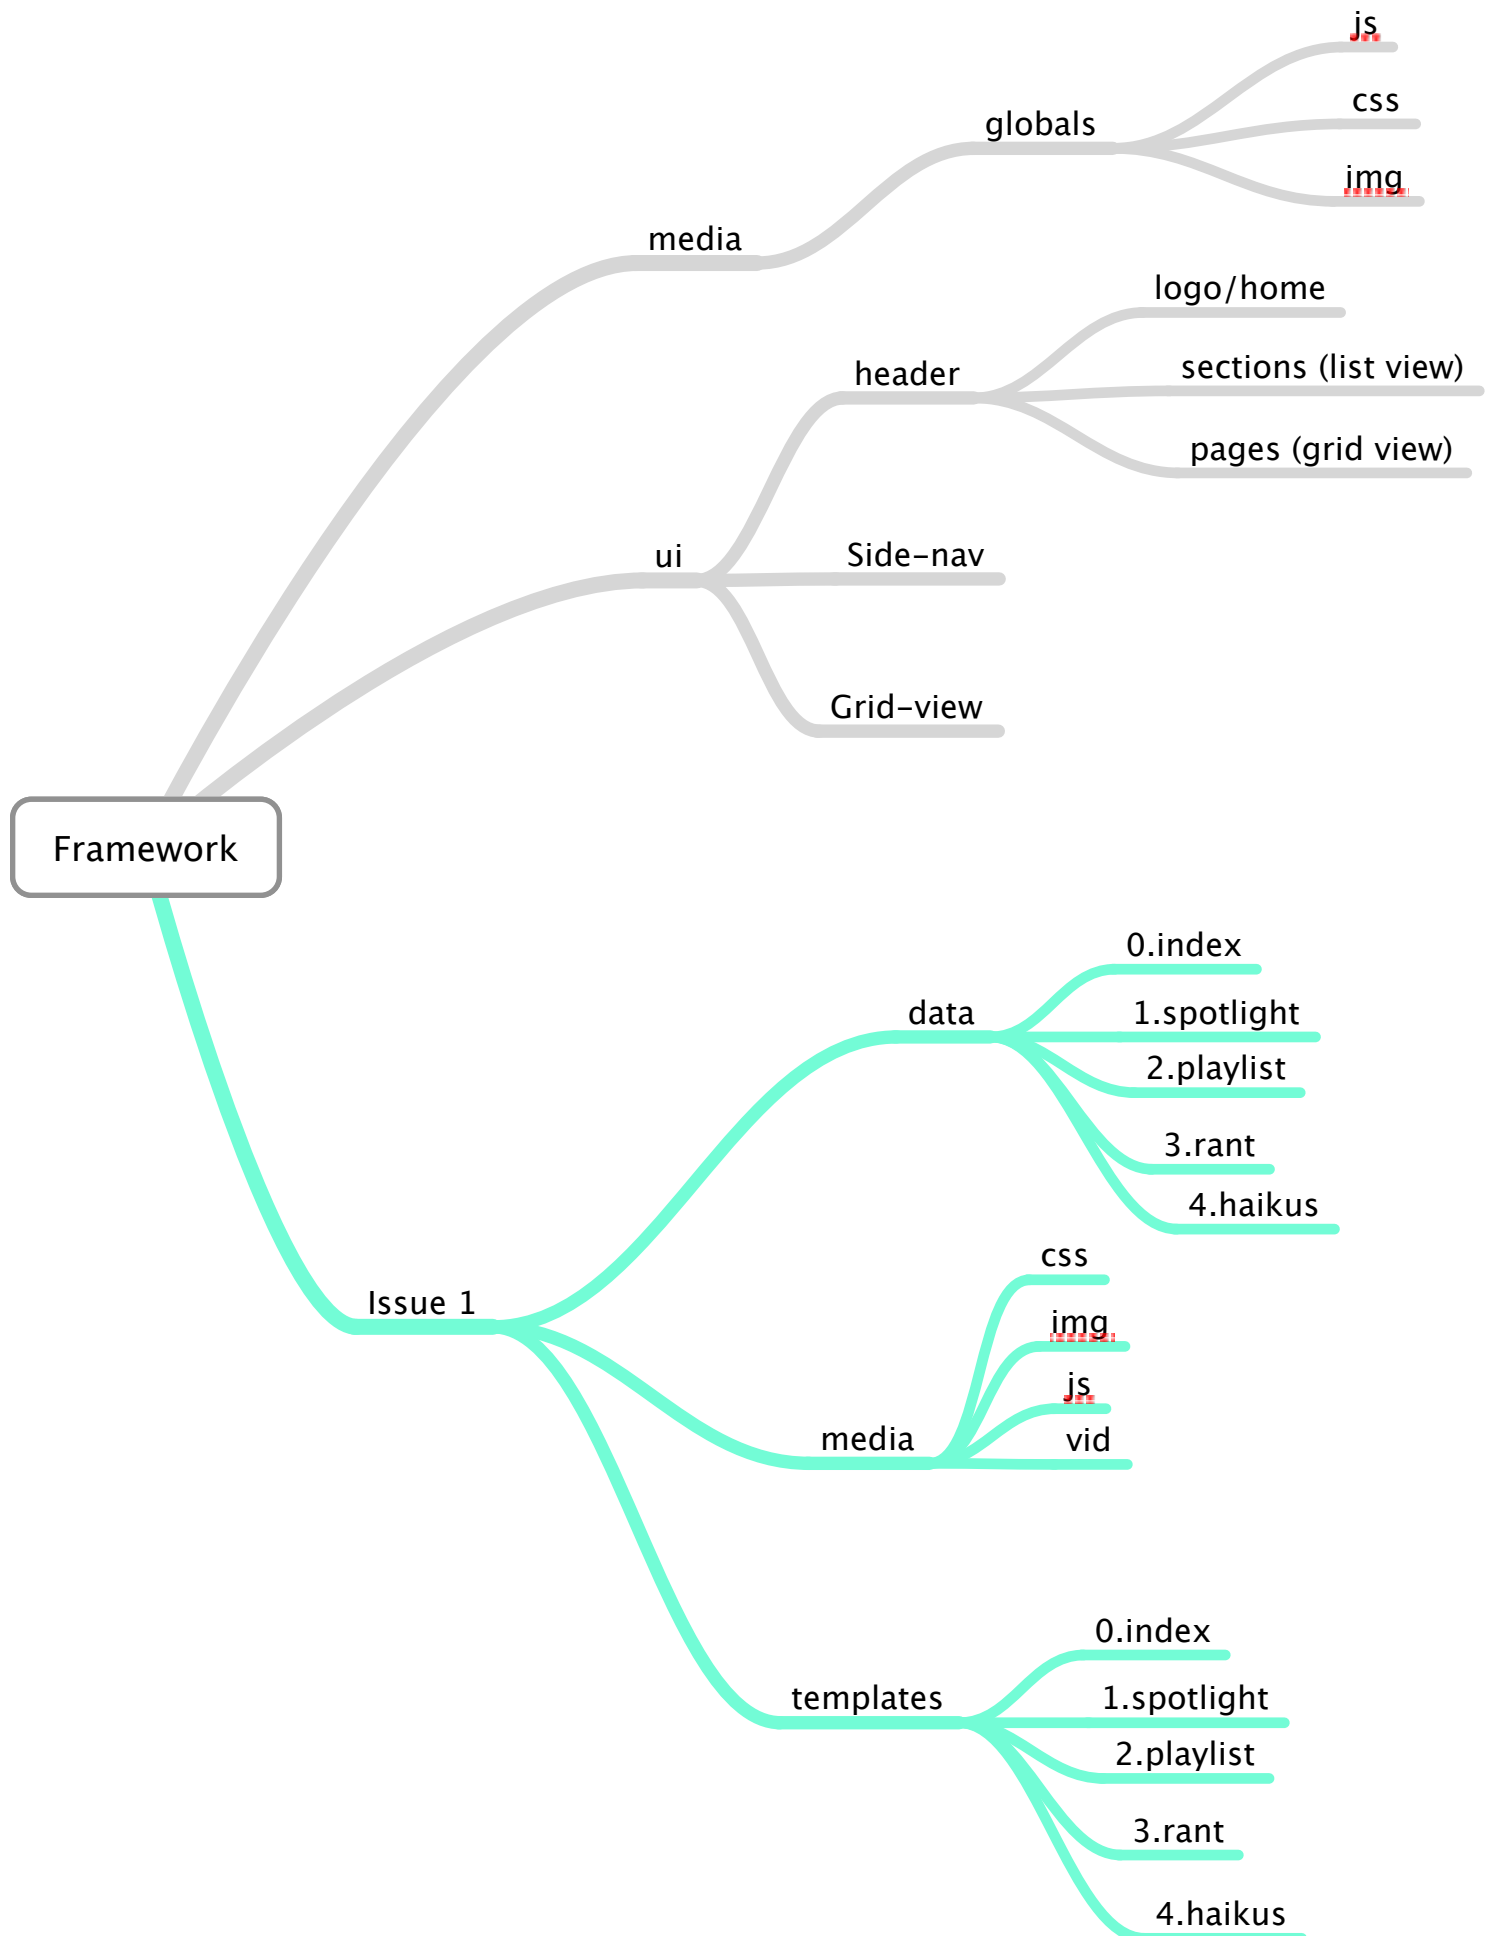 js
css
globals
img
media
logo/home
header
sections (list view)
pages (grid view)
ui
Side-nav
Grid-view
Framework
0.index
data
1.spotlight
2.playlist
3.rant
4.haikus
css
Issue 1
img
js
media
vid
0.index
templates
1.spotlight
2.playlist
3.rant
4.haikus